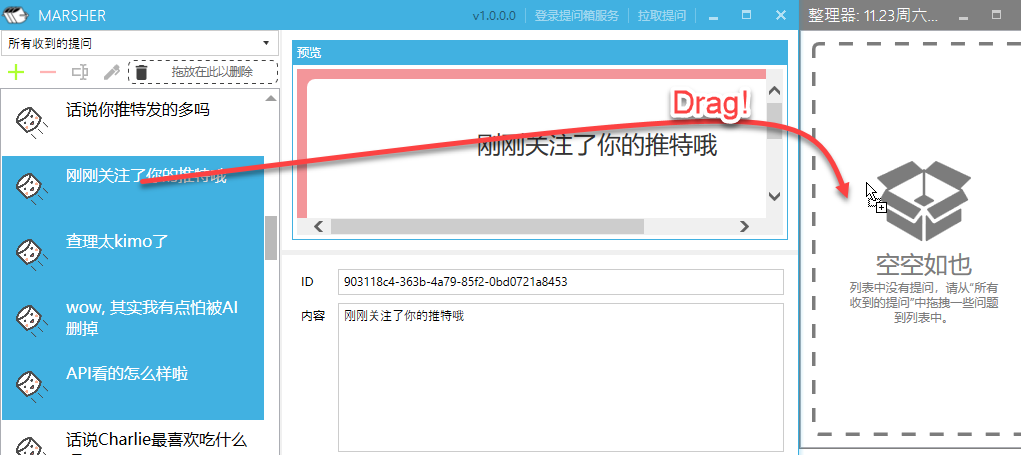 MARSHER
v1.0.0.0
登录提问箱服务
拉取提问
所有收到的提问
拖放在此以删除
话说你推特发的多吗
刚刚关注了你的推特哦
查理太kimo了
wow, 其实我有点怕被AI
删掉
API看的怎么样啦
话说Charlie最喜欢吃什么
预览
刚刚关注了你的推特哦
Drag!
ID
903118c4-363b-4a79-85f2-0bd0721a8453
内容
刚刚关注了你的推特哦
整理器: 11.23周六...
空空如也
列表中没有提问，请从“所有
收到的提问”中拖拽一些问题
到列表中。